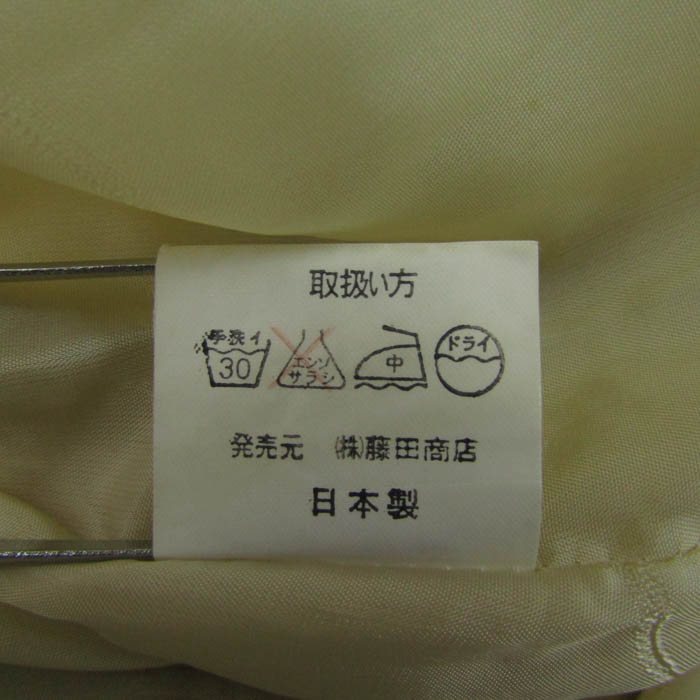 取扱い方
手洗イ 30 エンソ サラシ 中 ドライ
発売元 ㈱藤田商店
日本製